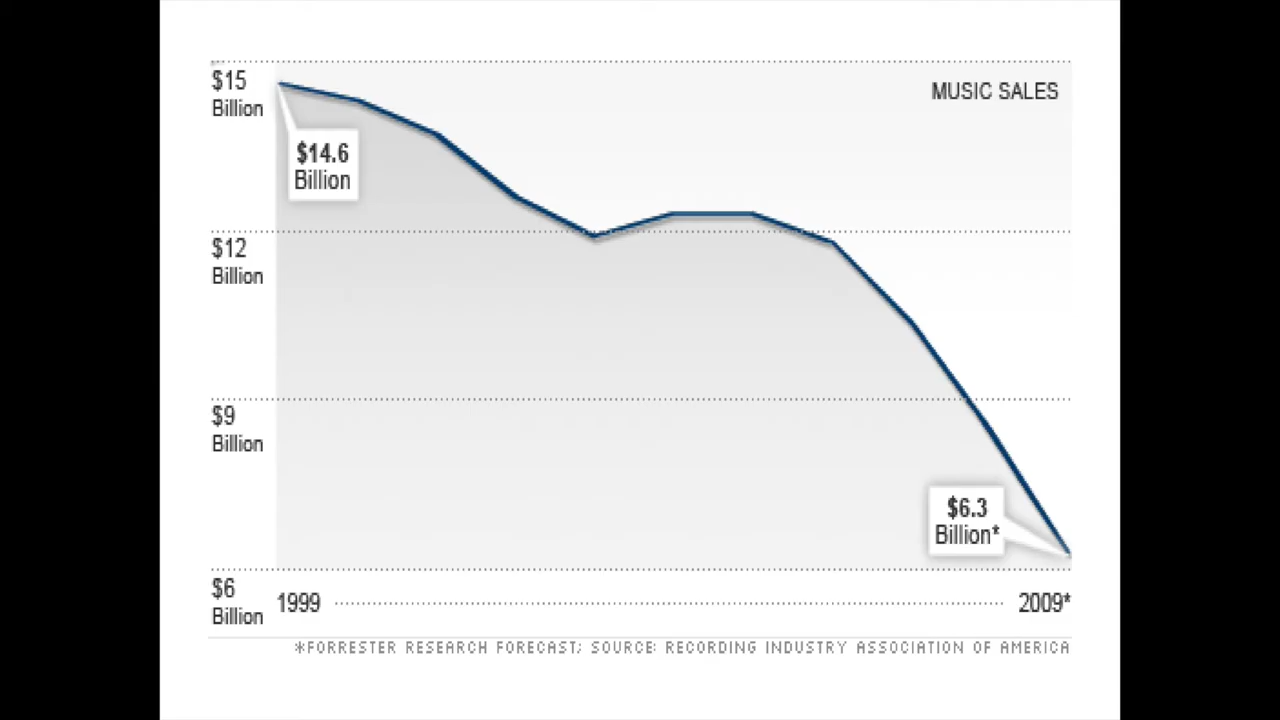 $15
Billion
MUSIC SALES
$14.6
Billion
$12
Billion
$9
Billion
$6.3
Billion*
$6
Billion
1999
2009*
*FORRESTER RESEARCH FORECAST; SOURCE: RECORDING INDUSTRY ASSOCIATION OF AMERICA